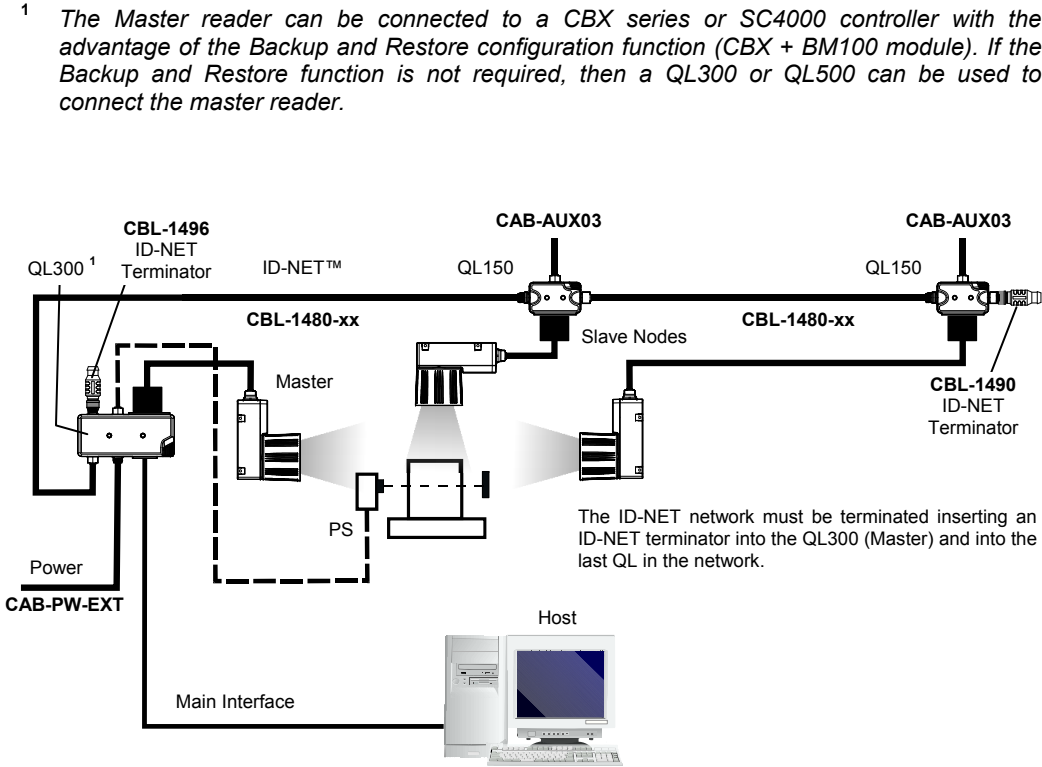 1 The Master reader can be connected to a CBX series or SC4000 controller with the
advantage of the Backup and Restore configuration function (CBX + BM100 module). If the
Backup and Restore function is not required, then a QL300 or QL500 can be used to
connect the master reader.
CBL-1496
ID-NET
Terminator
QL300 1
ID-NET™
CBL-1480-xx
CAB-AUX03
QL150
Slave Nodes
CBL-1480-xx
CAB-AUX03
QL150
CBL-1490
ID-NET
Terminator
Master
PS
The ID-NET network must be terminated inserting an
ID-NET terminator into the QL300 (Master) and into the
last QL in the network.
Power
CAB-PW-EXT
Host
Main Interface